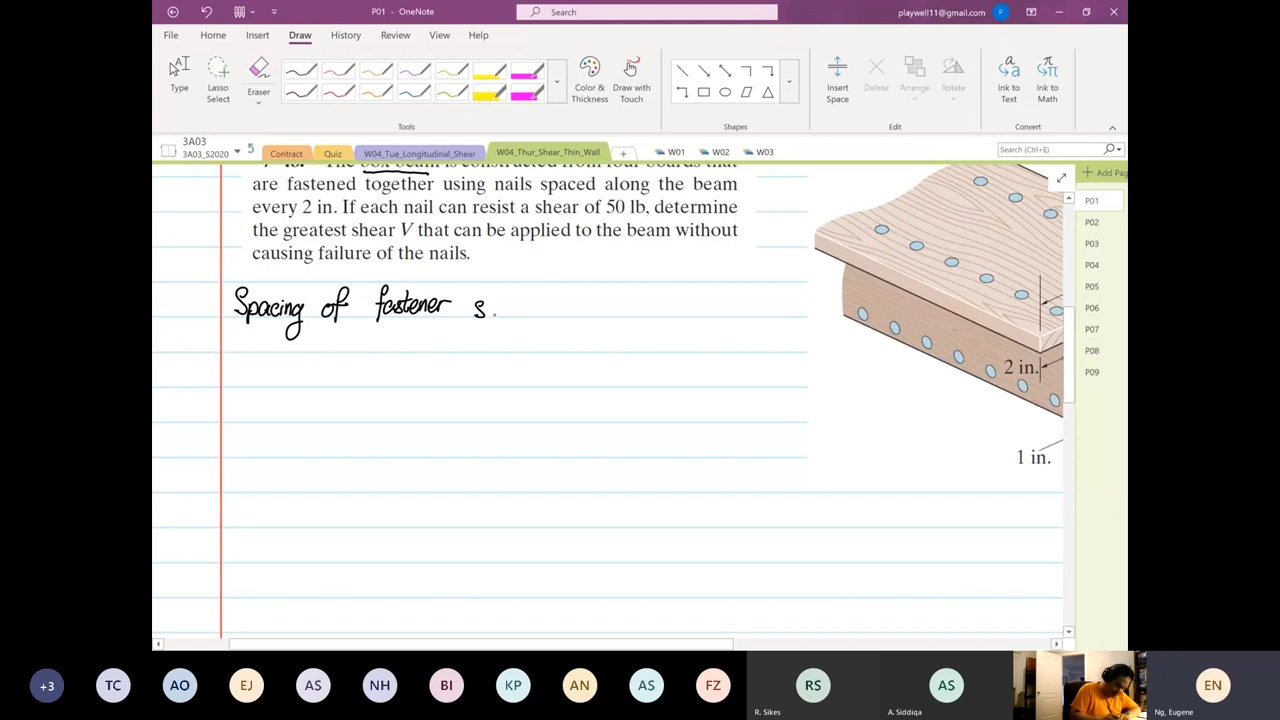 P01 - OneNote
Search
playwell11@gmail.com
P
File Home Insert Draw History Review View Help
Type
Lasso Select
Eraser
Color & Thickness
Draw with Touch
Insert Space
Delete
Arrange
Rotate
Ink to Text
Ink to Math
Tools
Shapes
Edit
Convert
3A03
3A03_S2020
5
Contract
Quiz
W04_Tue_Longitudinal_Shear
W04_Thur_Shear_Thin_Wall
W01
W02
W03
Search (Ctrl+E)
Add Pag
are fastened together using nails spaced along the beam
every 2 in. If each nail can resist a shear of 50 lb, determine
the greatest shear V that can be applied to the beam without
causing failure of the nails.
Spacing of fastener s
2 in.
1 in.
P01
P02
P03
P04
P05
P06
P07
P08
P09
+3
TC
AO
EJ
AS
NH
BI
KP
AN
AS
FZ
RS
R. Sikes
AS
A. Siddiqa
EN
Ng, Eugene